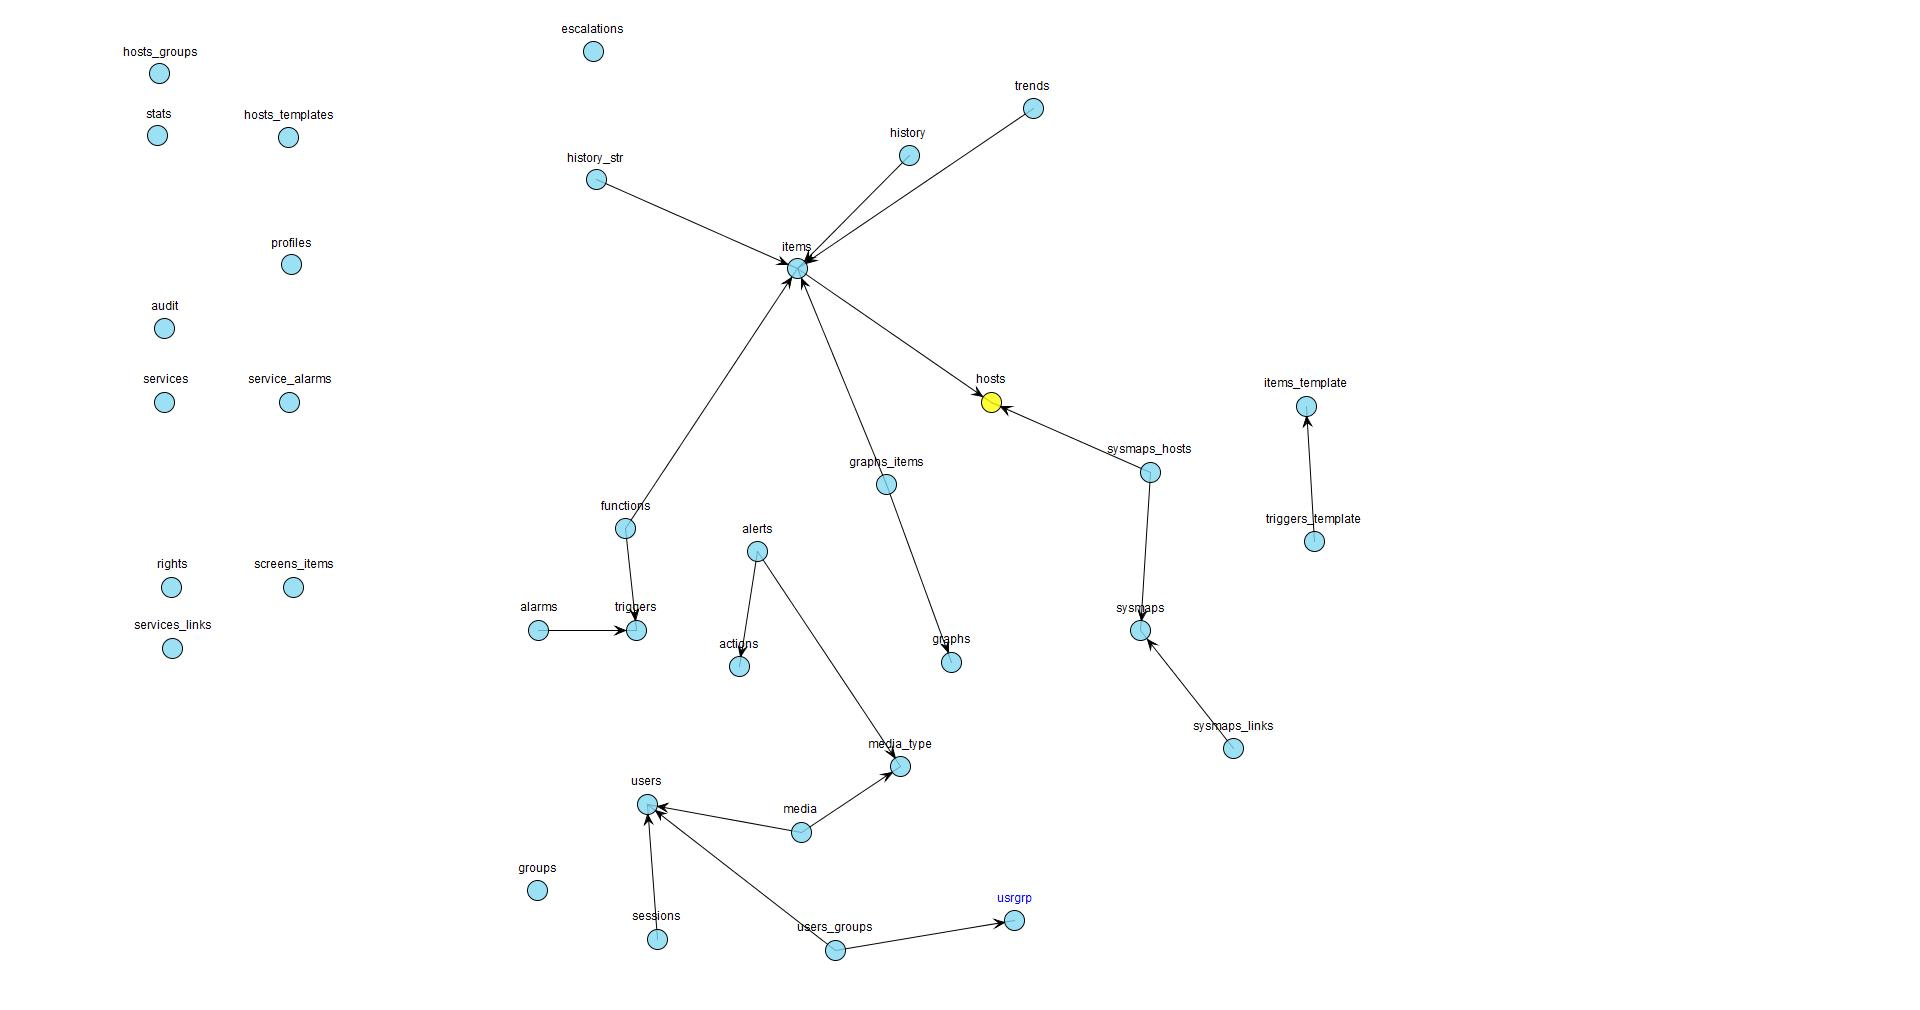 escalations
hosts_groups
trends
stats
hosts_templates
history
history_str
profiles
items
audit
services
service_alarms
hosts
items_template
sysmaps_hosts
graphs_items
functions
triggers_template
alerts
rights
screens_items
alarms
triggers
sysmaps
services_links
graphs
actions
sysmaps_links
media_type
users
media
groups
usrgrp
sessions
users_groups